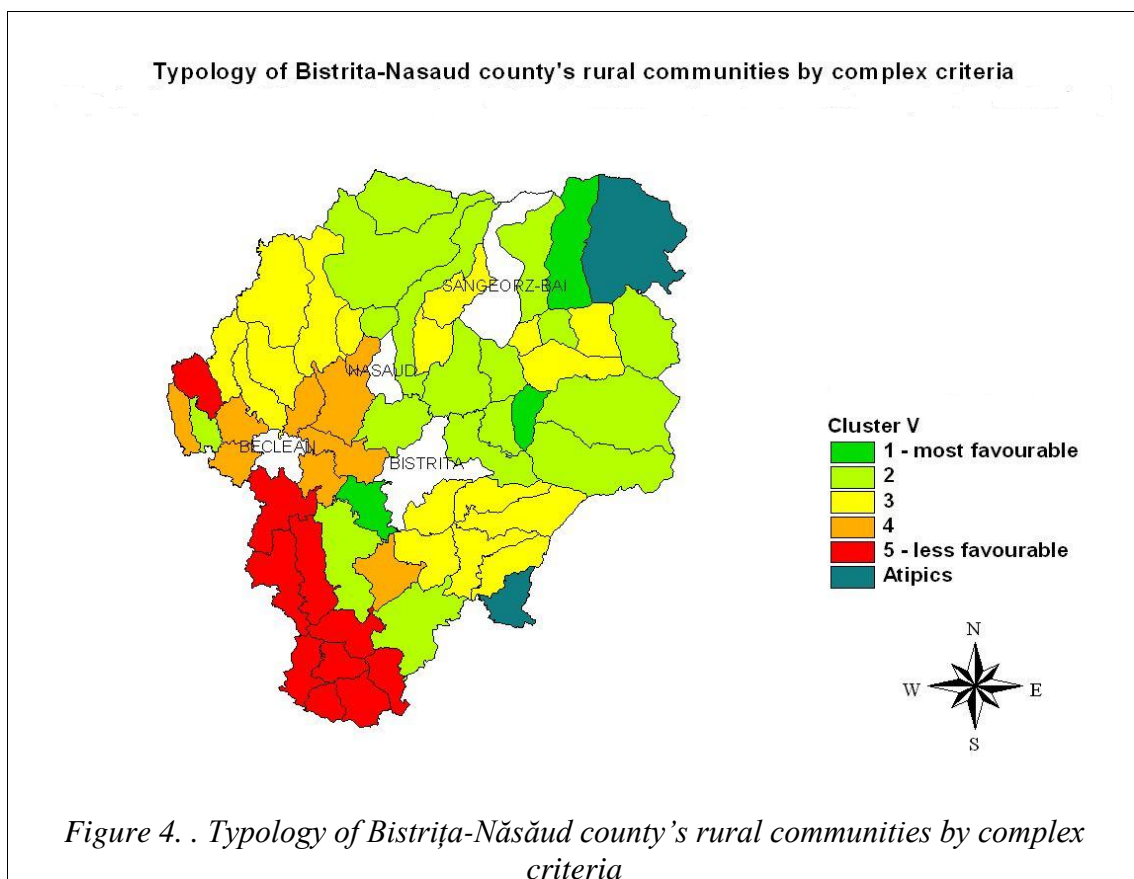 Typology of Bistrita-Nasaud county's rural communities by complex criteria
SANGEORZ-BAI
NASAUD
BECLEAN
BISTRITA
Cluster V
1 - most favourable
2
3
4
5 - less favourable
Atipics
N
W
E
S
Figure 4. . Typology of Bistrița-Năsăud county’s rural communities by complex
criteria